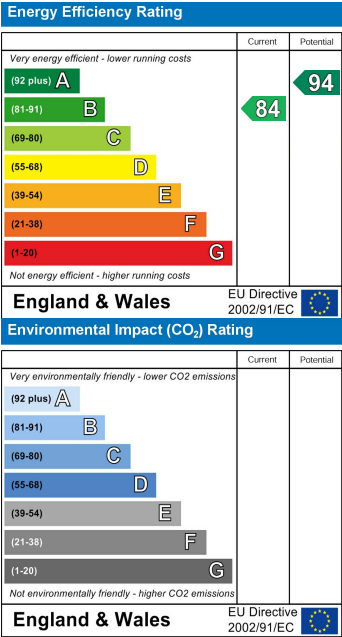 Energy Efficiency Rating
Current Potential
Very energy efficient - lower running costs
(92 plus) A
94
(81-91) B
84
(69-80) C
(55-68) D
(39-54) E
(21-38) F
(1-20) G
Not energy efficient - higher running costs
England & Wales
EU Directive
2002/91/EC
Environmental Impact (CO₂) Rating
Current Potential
Very environmentally friendly - lower CO2 emissions
(92 plus) A
(81-91) B
(69-80) C
(55-68) D
(39-54) E
(21-38) F
(1-20) G
Not environmentally friendly - higher CO2 emissions
England & Wales
EU Directive
2002/91/EC